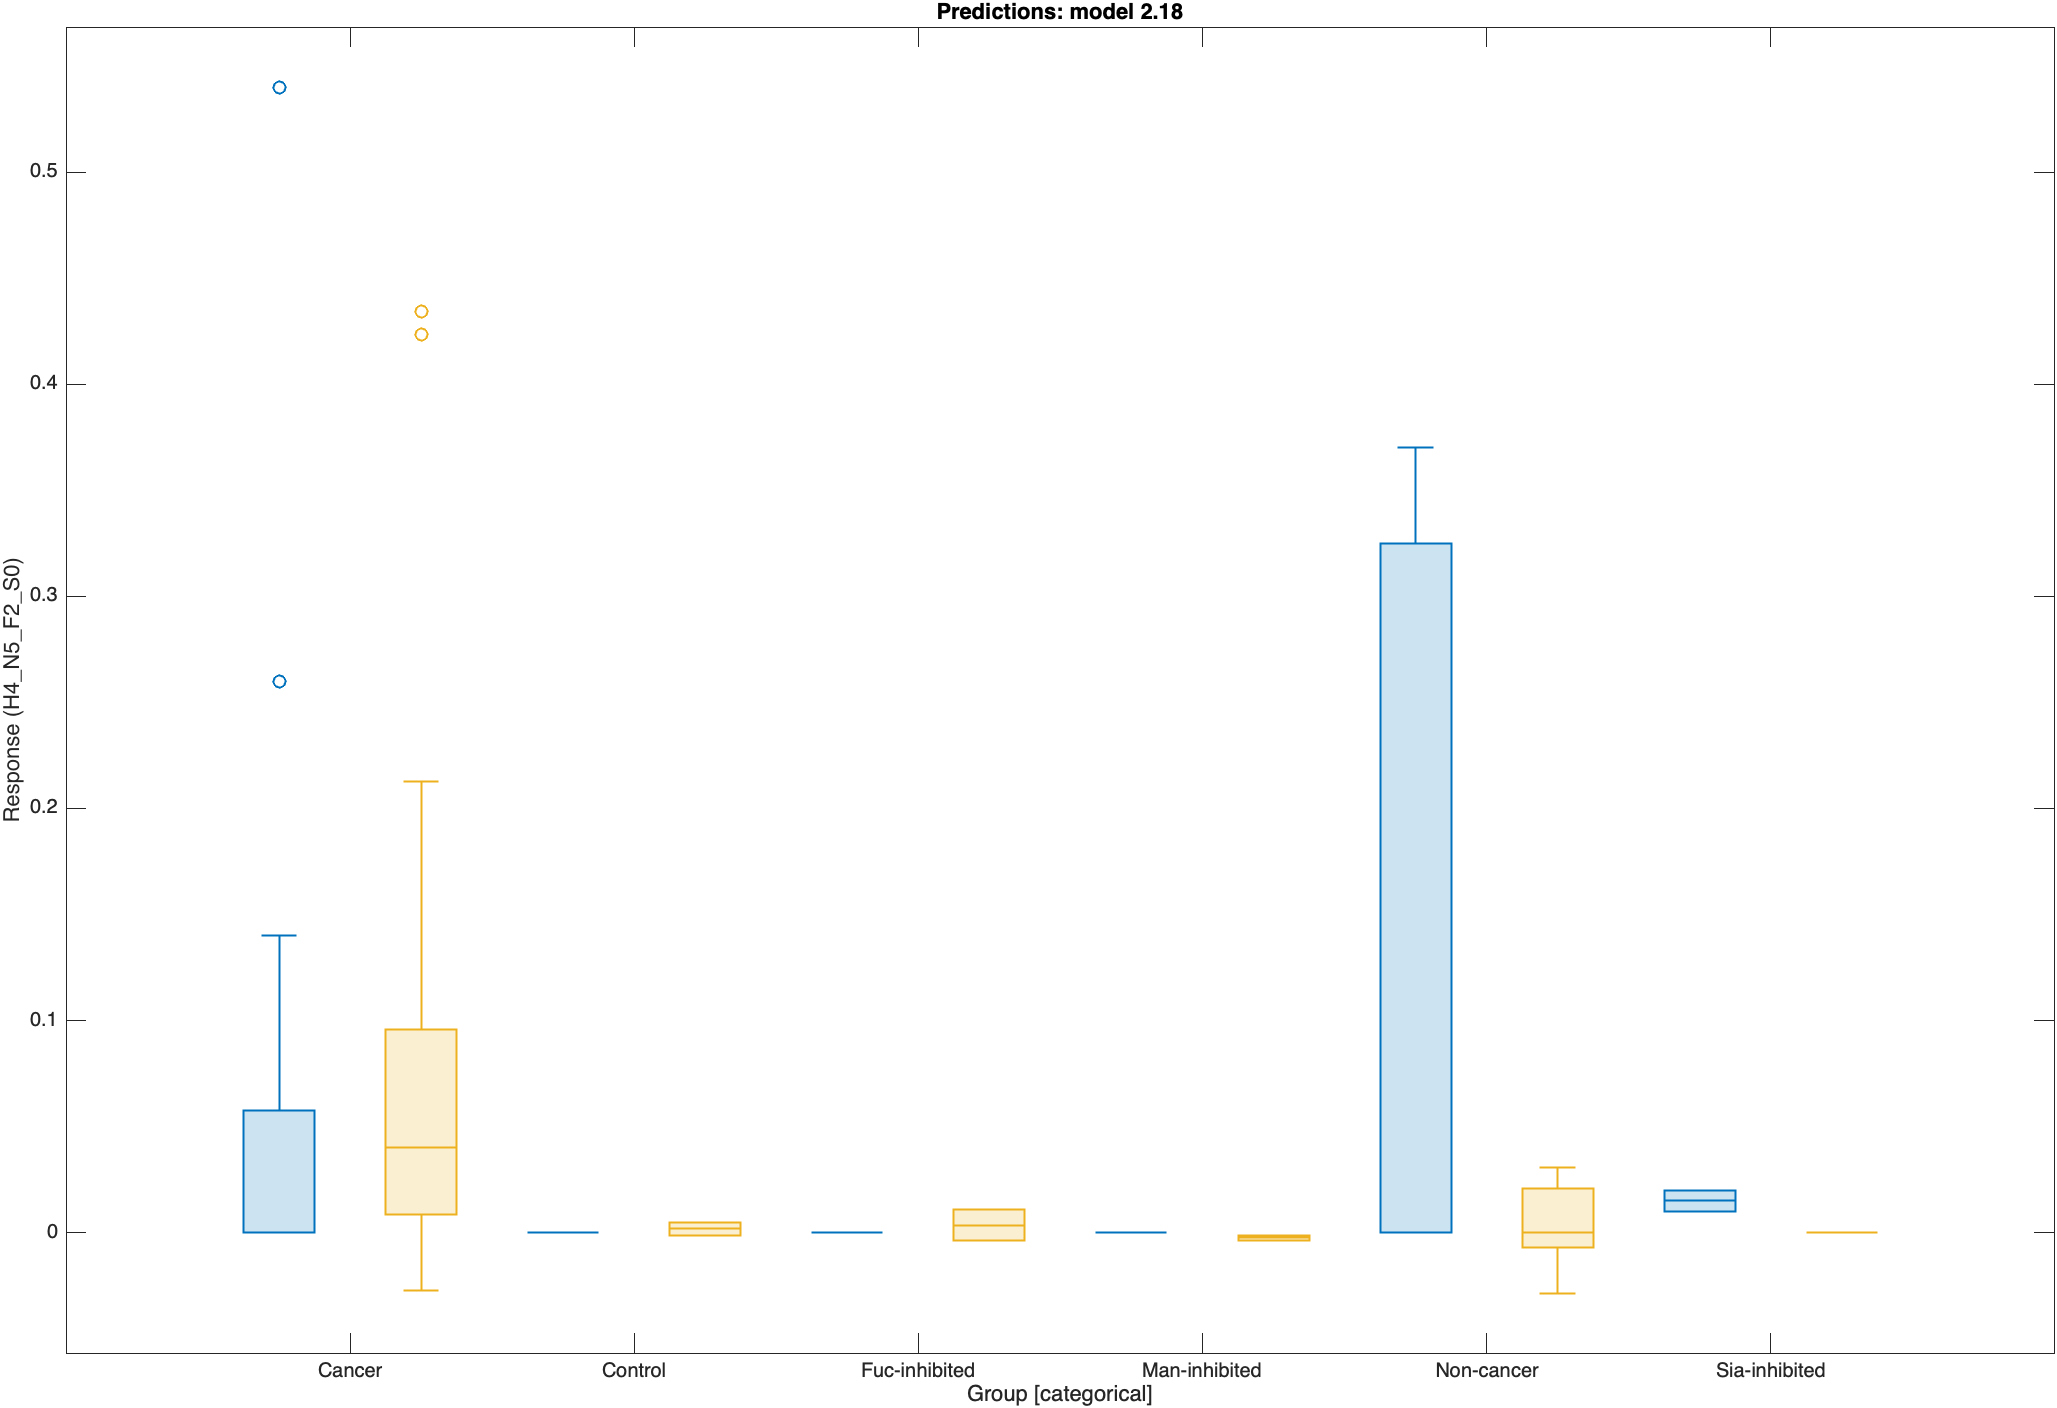 Predictions: model 2.18
Response (H4_N5_F2_S0)
0.5
0.4
0.3
0.2
0.1
0
Cancer Control Fuc-inhibited Man-inhibited Non-cancer Sia-inhibited
Group [categorical]